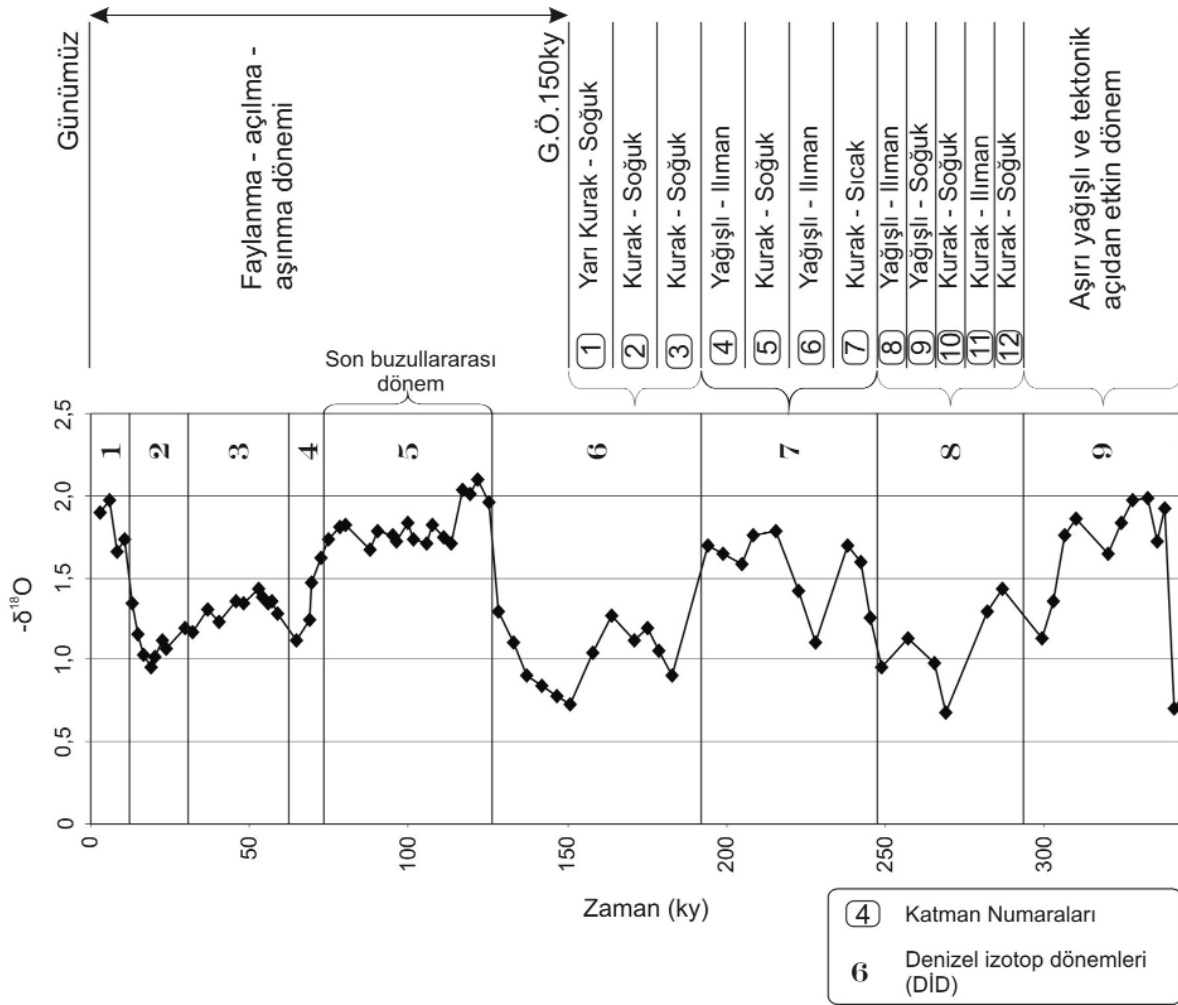 Günümüz
Faylanma - açılma -
aşınma dönemi
G.Ö.150ky
1 Yarı Kurak - Soğuk
2 Kurak - Soğuk
3 Kurak - Soğuk
4 Yağışlı - Ilıman
5 Kurak - Soğuk
6 Yağışlı - Ilıman
7 Kurak - Sıcak
8 Yağışlı - Ilıman
9 Yağışlı - Soğuk
10 Kurak - Soğuk
11 Kurak - Ilıman
12 Kurak - Soğuk
Aşırı yağışlı ve tektonik
açıdan etkin dönem
Son buzullararası
dönem
1 2 3 4 5 6 7 8 9
-δ¹⁸O
2,5
2,0
1,5
1,0
0,5
0
0 50 100 150 200 250 300
Zaman (ky)
4 Katman Numaraları
6 Denizel izotop dönemleri
(DİD)